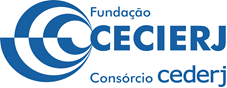 Fundação
CECIERJ
Consórcio cederj